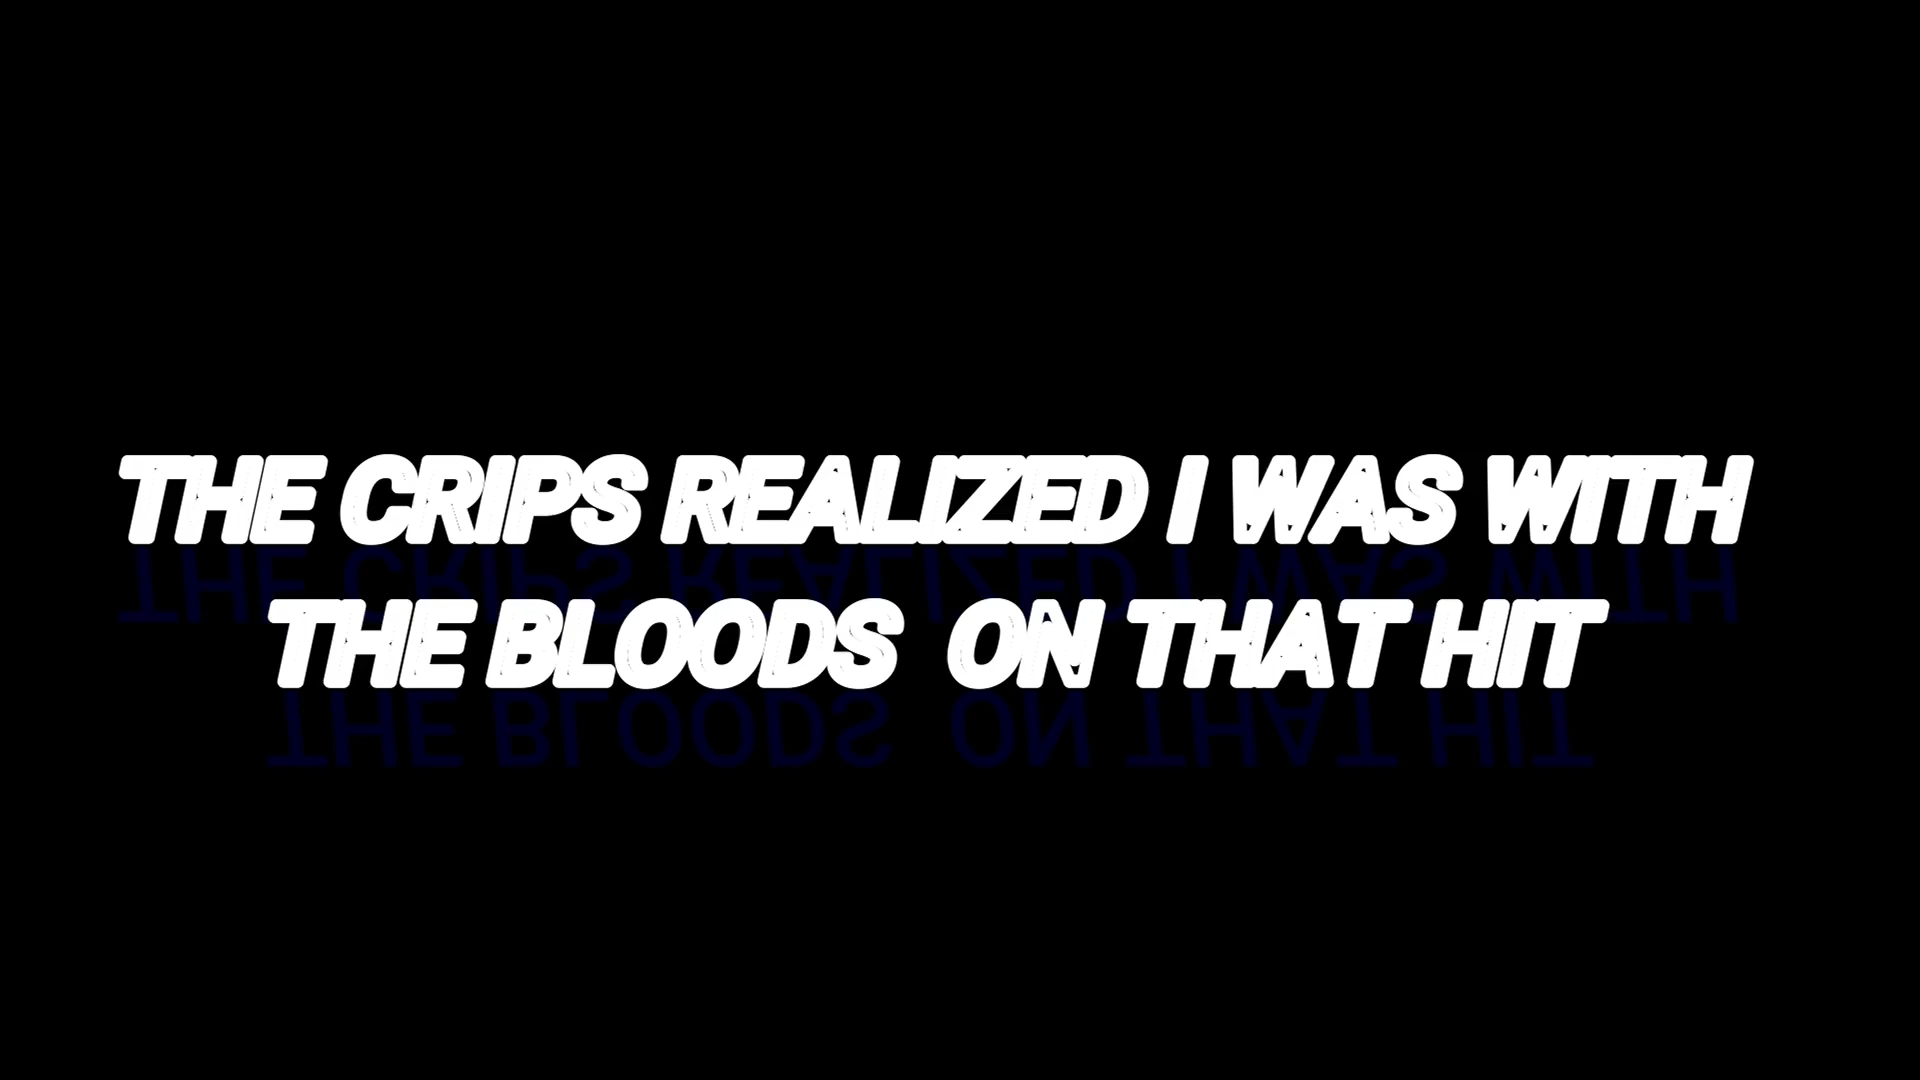 THE CRIPS REALIZED I WAS WITH
THE BLOODS  ON THAT HIT